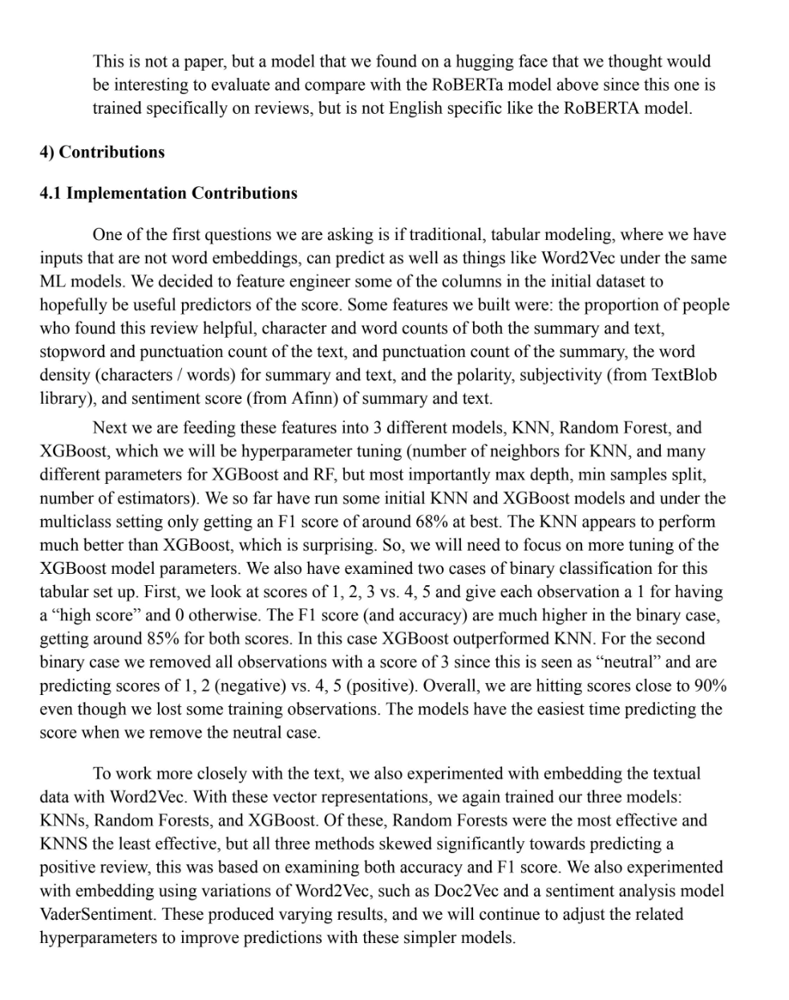 This is not a paper, but a model that we found on a hugging face that we thought would
be interesting to evaluate and compare with the RoBERTa model above since this one is
trained specifically on reviews, but is not English specific like the RoBERTA model.
4) Contributions
4.1 Implementation Contributions
One of the first questions we are asking is if traditional, tabular modeling, where we have
inputs that are not word embeddings, can predict as well as things like Word2Vec under the same
ML models. We decided to feature engineer some of the columns in the initial dataset to
hopefully be useful predictors of the score. Some features we built were: the proportion of people
who found this review helpful, character and word counts of both the summary and text,
stopword and punctuation count of the text, and punctuation count of the summary, the word
density (characters / words) for summary and text, and the polarity, subjectivity (from TextBlob
library), and sentiment score (from Afinn) of summary and text.
Next we are feeding these features into 3 different models, KNN, Random Forest, and
XGBoost, which we will be hyperparameter tuning (number of neighbors for KNN, and many
different parameters for XGBoost and RF, but most importantly max depth, min samples split,
number of estimators). We so far have run some initial KNN and XGBoost models and under the
multiclass setting only getting an F1 score of around 68% at best. The KNN appears to perform
much better than XGBoost, which is surprising. So, we will need to focus on more tuning of the
XGBoost model parameters. We also have examined two cases of binary classification for this
tabular set up. First, we look at scores of 1, 2, 3 vs. 4, 5 and give each observation a 1 for having
a “high score” and 0 otherwise. The F1 score (and accuracy) are much higher in the binary case,
getting around 85% for both scores. In this case XGBoost outperformed KNN. For the second
binary case we removed all observations with a score of 3 since this is seen as “neutral” and are
predicting scores of 1, 2 (negative) vs. 4, 5 (positive). Overall, we are hitting scores close to 90%
even though we lost some training observations. The models have the easiest time predicting the
score when we remove the neutral case.
To work more closely with the text, we also experimented with embedding the textual
data with Word2Vec. With these vector representations, we again trained our three models:
KNNs, Random Forests, and XGBoost. Of these, Random Forests were the most effective and
KNNS the least effective, but all three methods skewed significantly towards predicting a
positive review, this was based on examining both accuracy and F1 score. We also experimented
with embedding using variations of Word2Vec, such as Doc2Vec and a sentiment analysis model
VaderSentiment. These produced varying results, and we will continue to adjust the related
hyperparameters to improve predictions with these simpler models.